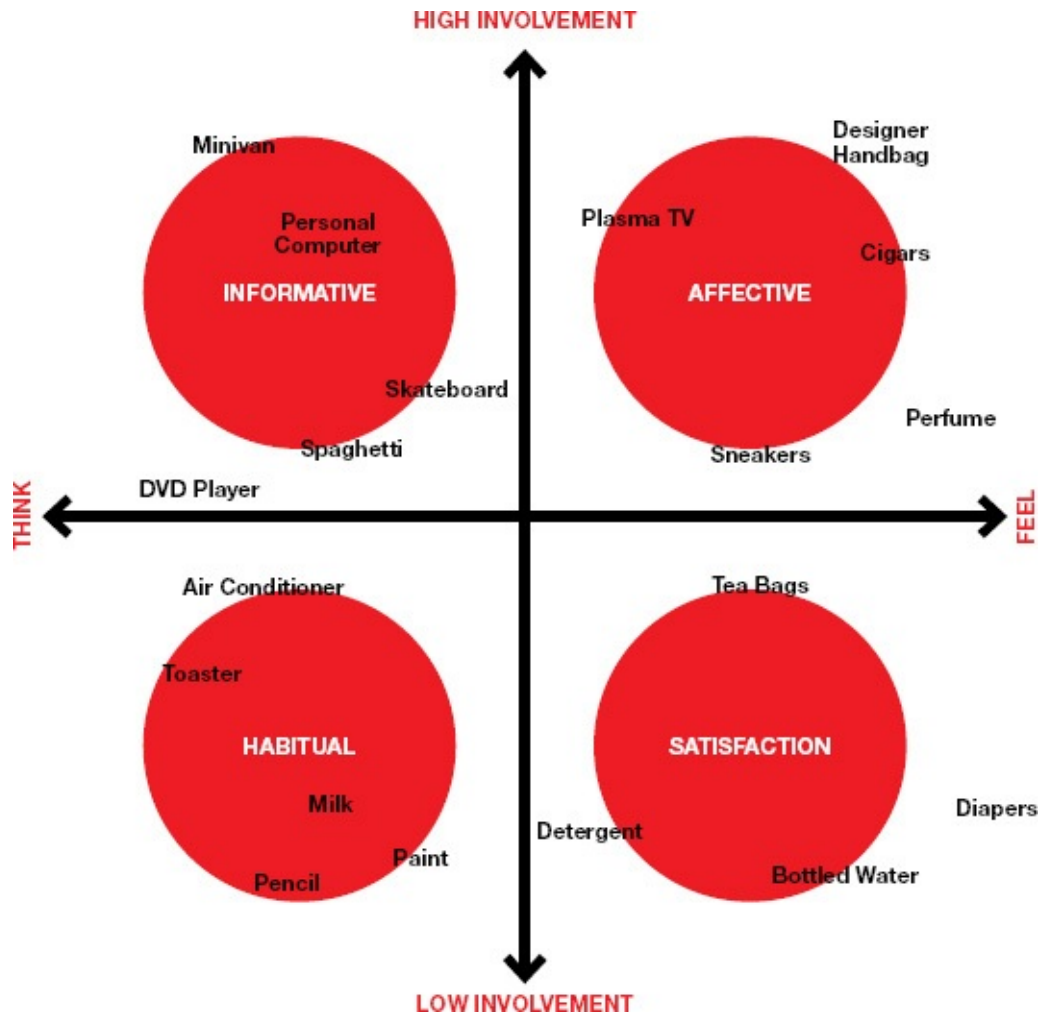 HIGH INVOLVEMENT
Minivan
Designer
Handbag
Personal
Computer
Plasma TV
Cigars
INFORMATIVE
AFFECTIVE
Skateboard
Perfume
Spaghetti
Sneakers
DVD Player
THINK
FEEL
Air Conditioner
Tea Bags
Toaster
HABITUAL
SATISFACTION
Milk
Diapers
Detergent
Paint
Pencil
Bottled Water
LOW INVOLVEMENT